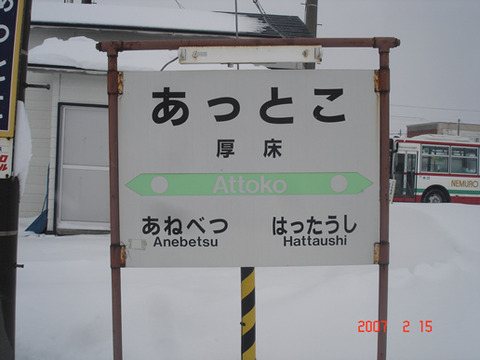 あっとこ
厚床
Attoko
あねべつ
Anebetsu
はったうし
Hattaushi
NEMURO
2007 2 15